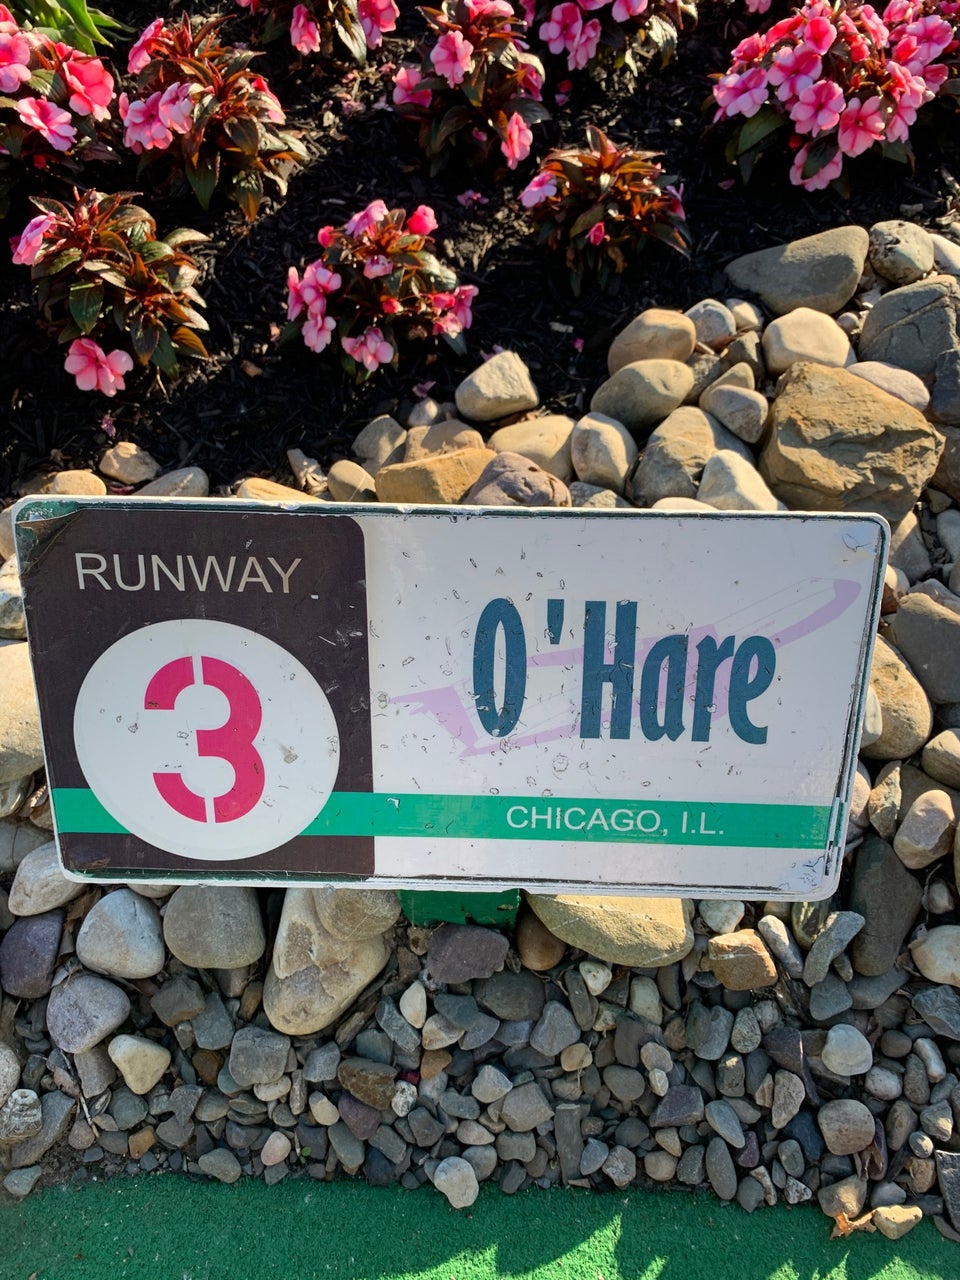 RUNWAY
3
O'Hare
CHICAGO, I.L.